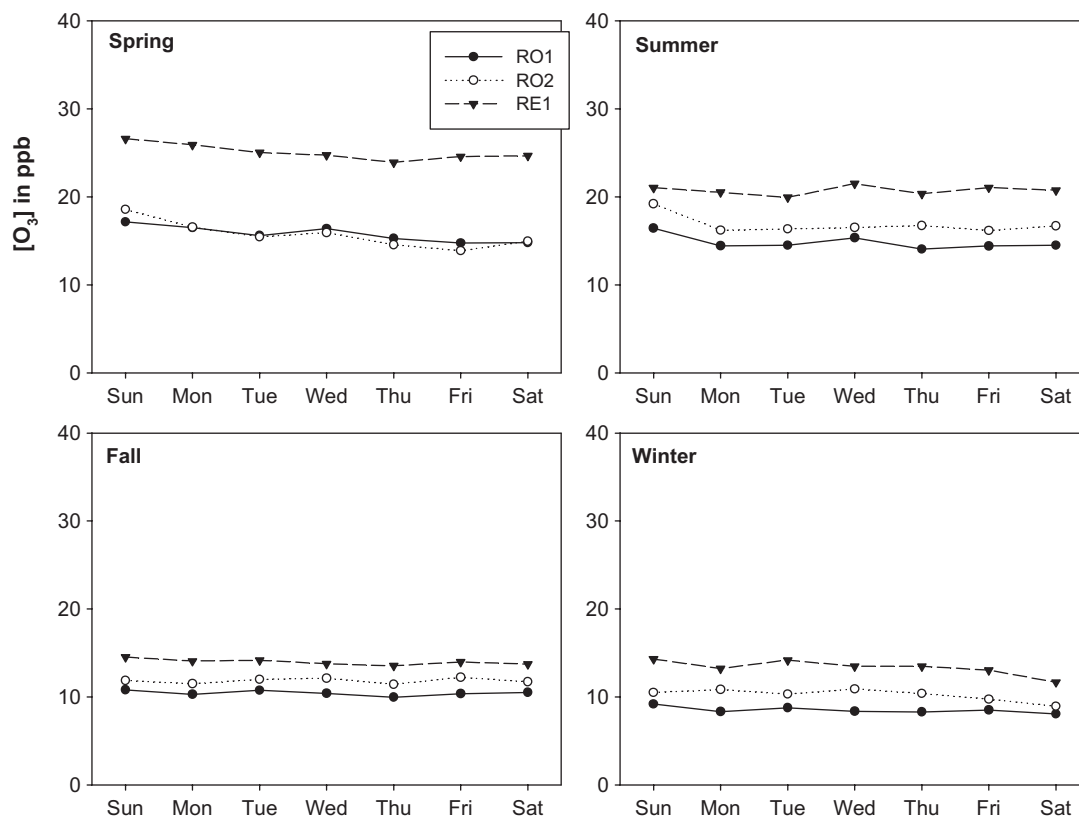 40
30
20
10
0
[O₃] in ppb
Spring
RO1
RO2
RE1
Sun Mon Tue Wed Thu Fri Sat
40
30
20
10
0
Summer
Sun Mon Tue Wed Thu Fri Sat
40
30
20
10
0
Fall
Sun Mon Tue Wed Thu Fri Sat
40
30
20
10
0
Winter
Sun Mon Tue Wed Thu Fri Sat